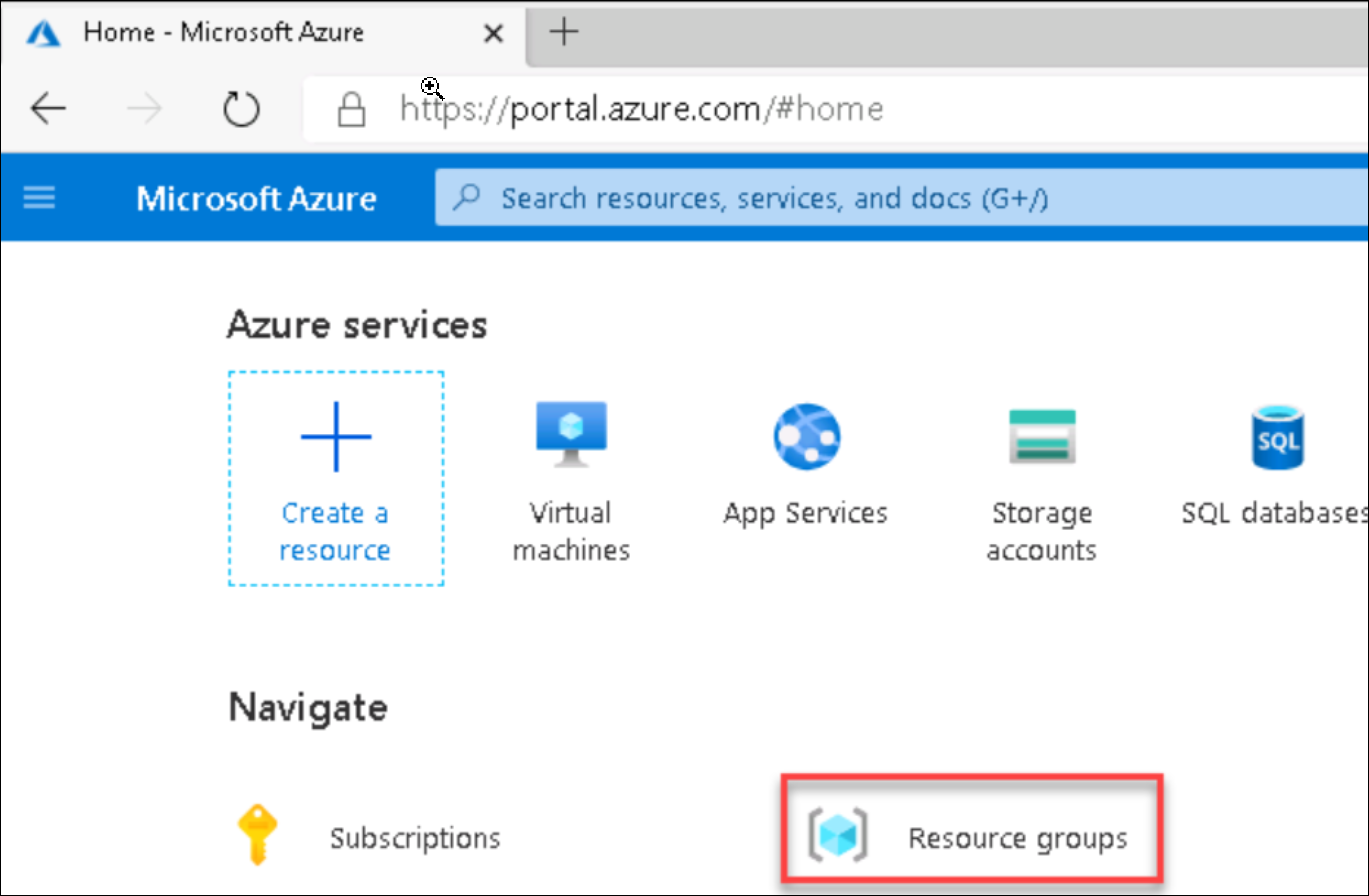 Home - Microsoft Azure
https://portal.azure.com/#home
Microsoft Azure
Search resources, services, and docs (G+/)
Azure services
Create a
resource
Virtual
machines
App Services
Storage
accounts
SQL
SQL databases
Navigate
Subscriptions
Resource groups